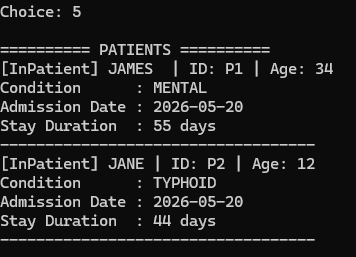 Choice: 5
========== PATIENTS ==========
[InPatient] JAMES  | ID: P1 | Age: 34
Condition      : MENTAL
Admission Date : 2026-05-20
Stay Duration  : 55 days
-----------------------------------
[InPatient] JANE | ID: P2 | Age: 12
Condition      : TYPHOID
Admission Date : 2026-05-20
Stay Duration  : 44 days
-----------------------------------